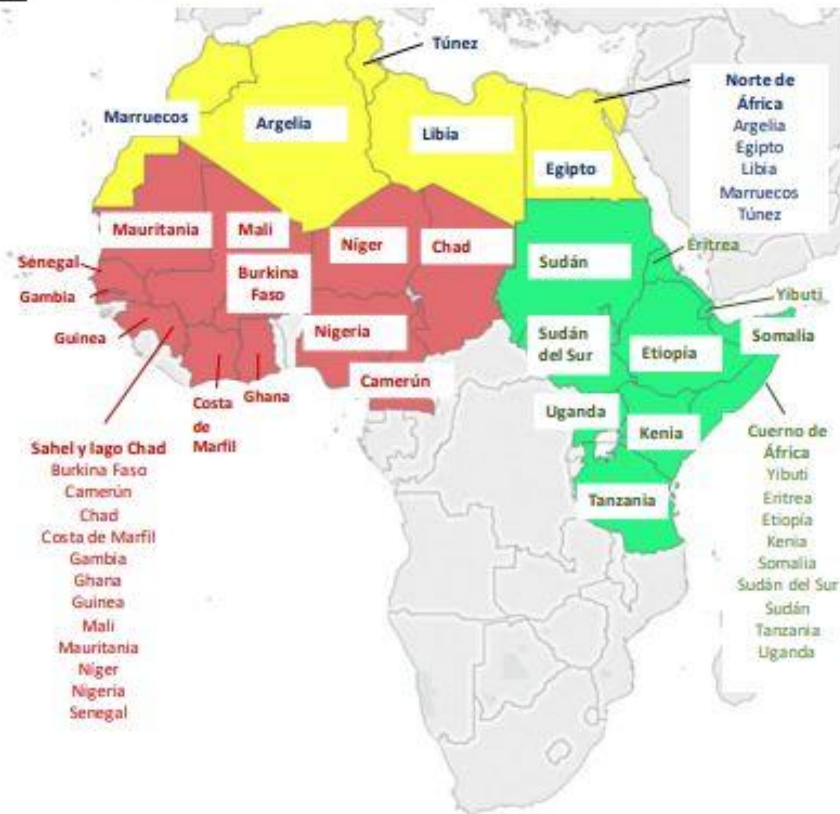 Túnez
Marruecos
Argelia
Libia
Egipto
Norte de
África
Argelia
Egipto
Libia
Marruecos
Túnez
Mauritania
Mali
Níger
Chad
Burkina
Faso
Nigeria
Camerún
Senegal
Gambia
Guinea
Costa
de
Marfil
Ghana
Sudán
Eritrea
Yibuti
Somalia
Sudán
del Sur
Etiopía
Uganda
Kenia
Tanzania
Sahel y lago Chad
Burkina Faso
Camerún
Chad
Costa de Marfil
Gambia
Ghana
Guinea
Mali
Mauritania
Níger
Nigeria
Senegal
Cuerno de
África
Yibuti
Eritrea
Etiopía
Kenia
Somalia
Sudán del Sur
Sudán
Tanzania
Uganda